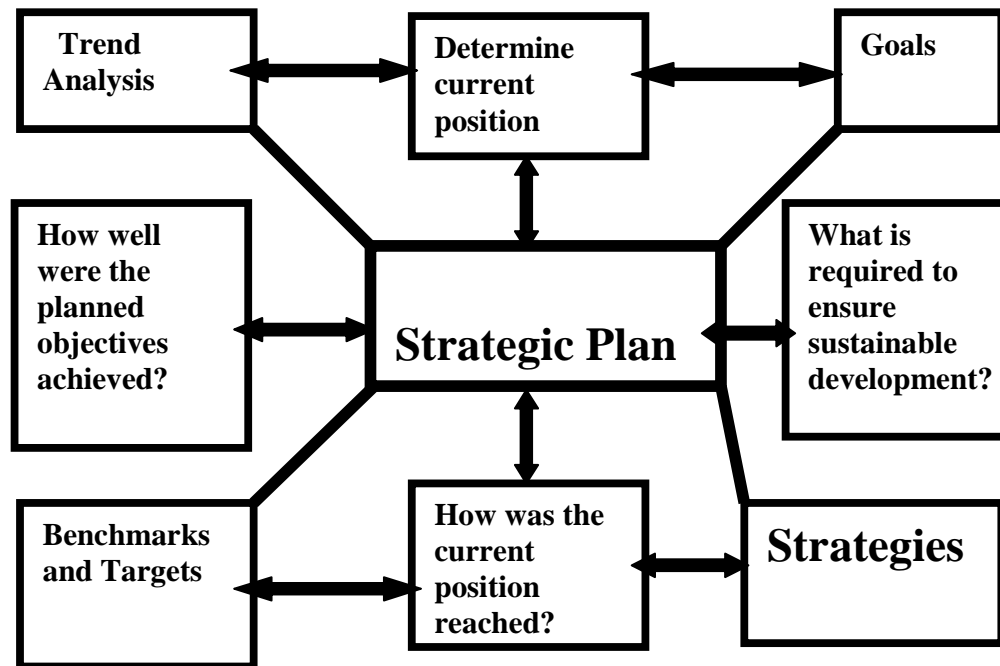 Trend
Analysis
Determine
current
position
Goals
How well
were the
planned
objectives
achieved?
Strategic Plan
What is
required to
ensure
sustainable
development?
Benchmarks
and Targets
How was the
current
position
reached?
Strategies